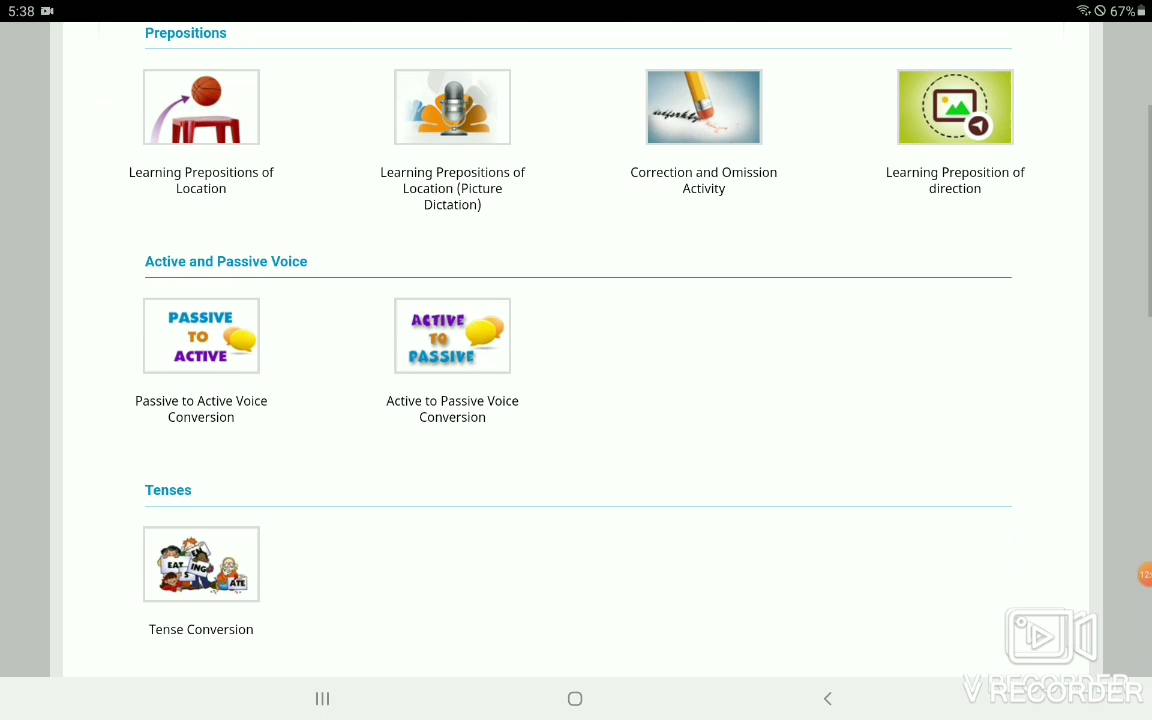 5:38
67%
Prepositions
Learning Prepositions of
Location
Learning Prepositions of
Location (Picture
Dictation)
Correction and Omission
Activity
Learning Preposition of
direction
Active and Passive Voice
PASSIVE
TO
ACTIVE
ACTIVE
TO
PASSIVE
Passive to Active Voice
Conversion
Active to Passive Voice
Conversion
Tenses
EAT
S
ING
ATE
Tense Conversion
V RECORDER